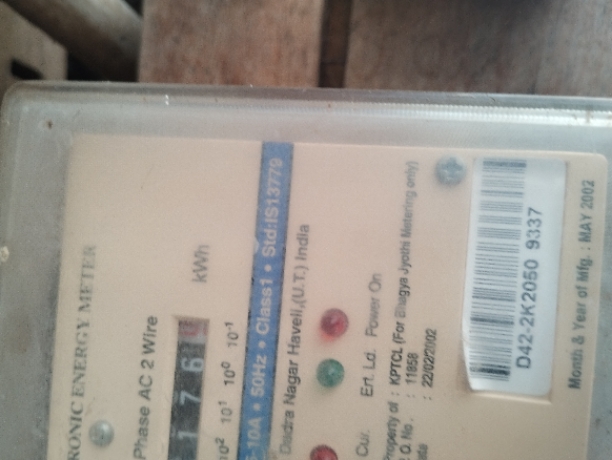 RONIC ENERGY METER
Phase AC 2 Wire
kWh
1 7 6
10² 10¹ 10⁰ 10⁻¹
-10A • 50Hz • Class1 • Std:IS13779
Dadra Nagar Haveli,(U.T.) India
Cur. Ert. Ld. Power On
Property of : KPTCL (For Bhagya Jyothi Metering only)
O. No. : 11858
ate : 22/02/2002
D42-2K2050 9337
Month & Year of Mfg. : MAY 2002